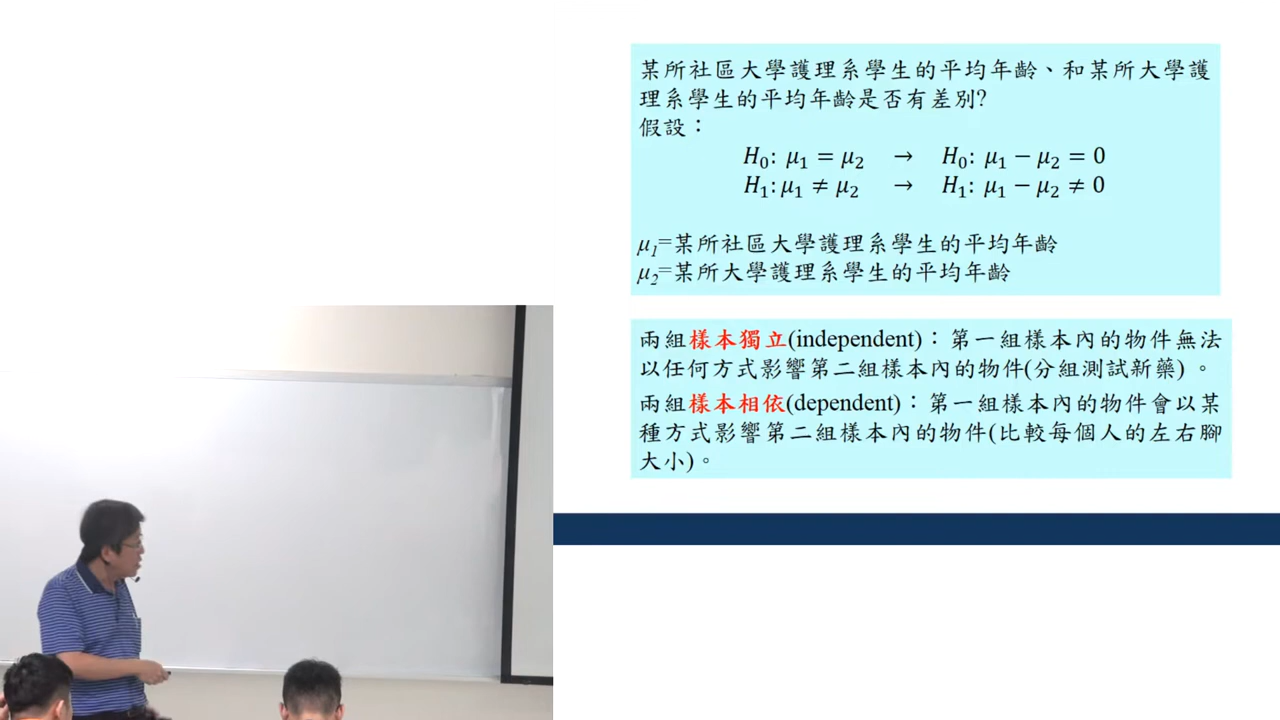 某所社區大學護理系學生的平均年齡、和某所大學護
理系學生的平均年齡是否有差別?
假設：
H₀: μ₁ = μ₂ → H₀: μ₁ − μ₂ = 0
H₁: μ₁ ≠ μ₂ → H₁: μ₁ − μ₂ ≠ 0
μ₁=某所社區大學護理系學生的平均年齡
μ₂=某所大學護理系學生的平均年齡
兩組樣本獨立(independent)：第一組樣本內的物件無法
以任何方式影響第二組樣本內的物件(分組測試新藥) 。
兩組樣本相依(dependent)：第一組樣本內的物件會以某
種方式影響第二組樣本內的物件(比較每個人的左右腳
大小)。